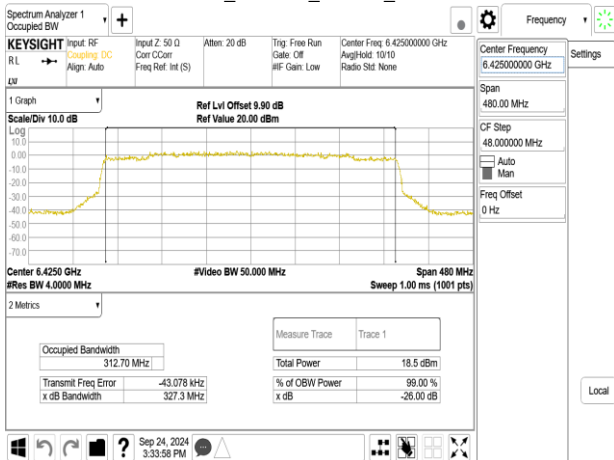 Spectrum Analyzer 1
Occupied BW
+
Frequency
KEYSIGHT
RL
LXI
Input: RF
Coupling: DC
Align: Auto
Input Z: 50 Ω
Corr CCorr
Freq Ref: Int (S)
Atten: 20 dB
Trig: Free Run
Gate: Off
#IF Gain: Low
Center Freq: 6.425000000 GHz
Avg|Hold: 10/10
Radio Std: None
Center Frequency
6.425000000 GHz
Settings
Span
480.00 MHz
CF Step
48.000000 MHz
Auto
Man
Freq Offset
0 Hz
Local
1 Graph
Scale/Div 10.0 dB
Ref Lvl Offset 9.90 dB
Ref Value 20.00 dBm
Log
10.0
0.00
-10.0
-20.0
-30.0
-40.0
-50.0
-60.0
-70.0
Center 6.4250 GHz
#Video BW 50.000 MHz
Span 480 MHz
#Res BW 4.0000 MHz
Sweep 1.00 ms (1001 pts)
2 Metrics
Measure Trace Trace 1
Occupied Bandwidth
312.70 MHz
Total Power 18.5 dBm
Transmit Freq Error -43.078 kHz
% of OBW Power 99.00 %
x dB Bandwidth 327.3 MHz
x dB -26.00 dB
?
Sep 24, 2024
3:33:58 PM